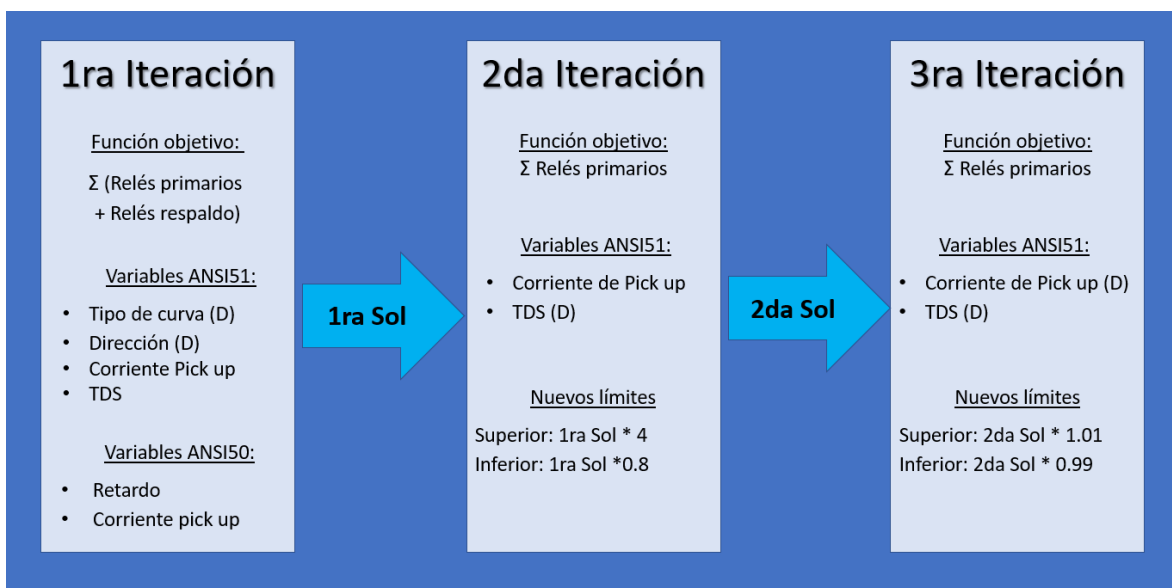 1ra Iteración
Función objetivo:
Σ (Relés primarios
+ Relés respaldo)
Variables ANSI51:
• Tipo de curva (D)
• Dirección (D)
• Corriente Pick up
• TDS
Variables ANSI50:
• Retardo
• Corriente pick up
1ra Sol
2da Iteración
Función objetivo:
Σ Relés primarios
Variables ANSI51:
• Corriente de Pick up
• TDS (D)
Nuevos límites
Superior: 1ra Sol * 4
Inferior: 1ra Sol *0.8
2da Sol
3ra Iteración
Función objetivo:
Σ Relés primarios
Variables ANSI51:
• Corriente de Pick up (D)
• TDS (D)
Nuevos límites
Superior: 2da Sol * 1.01
Inferior: 2da Sol * 0.99